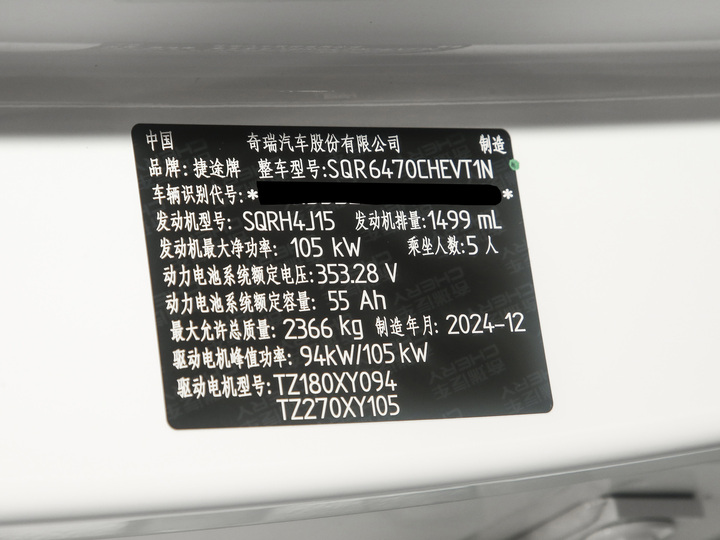 中国 奇瑞汽车股份有限公司 制造
品牌: 捷途牌 整车型号:SQR6470CHEVT1N
车辆识别代号:* *
发动机型号: SQRH4J15 发动机排量:1499 mL
发动机最大净功率: 105 kW 乘坐人数:5 人
动力电池系统额定电压:353.28 V
动力电池系统额定容量: 55 Ah
最大允许总质量: 2366 kg 制造年月: 2024-12
驱动电机峰值功率: 94kW/105kW
驱动电机型号:TZ180XY094
TZ270XY105